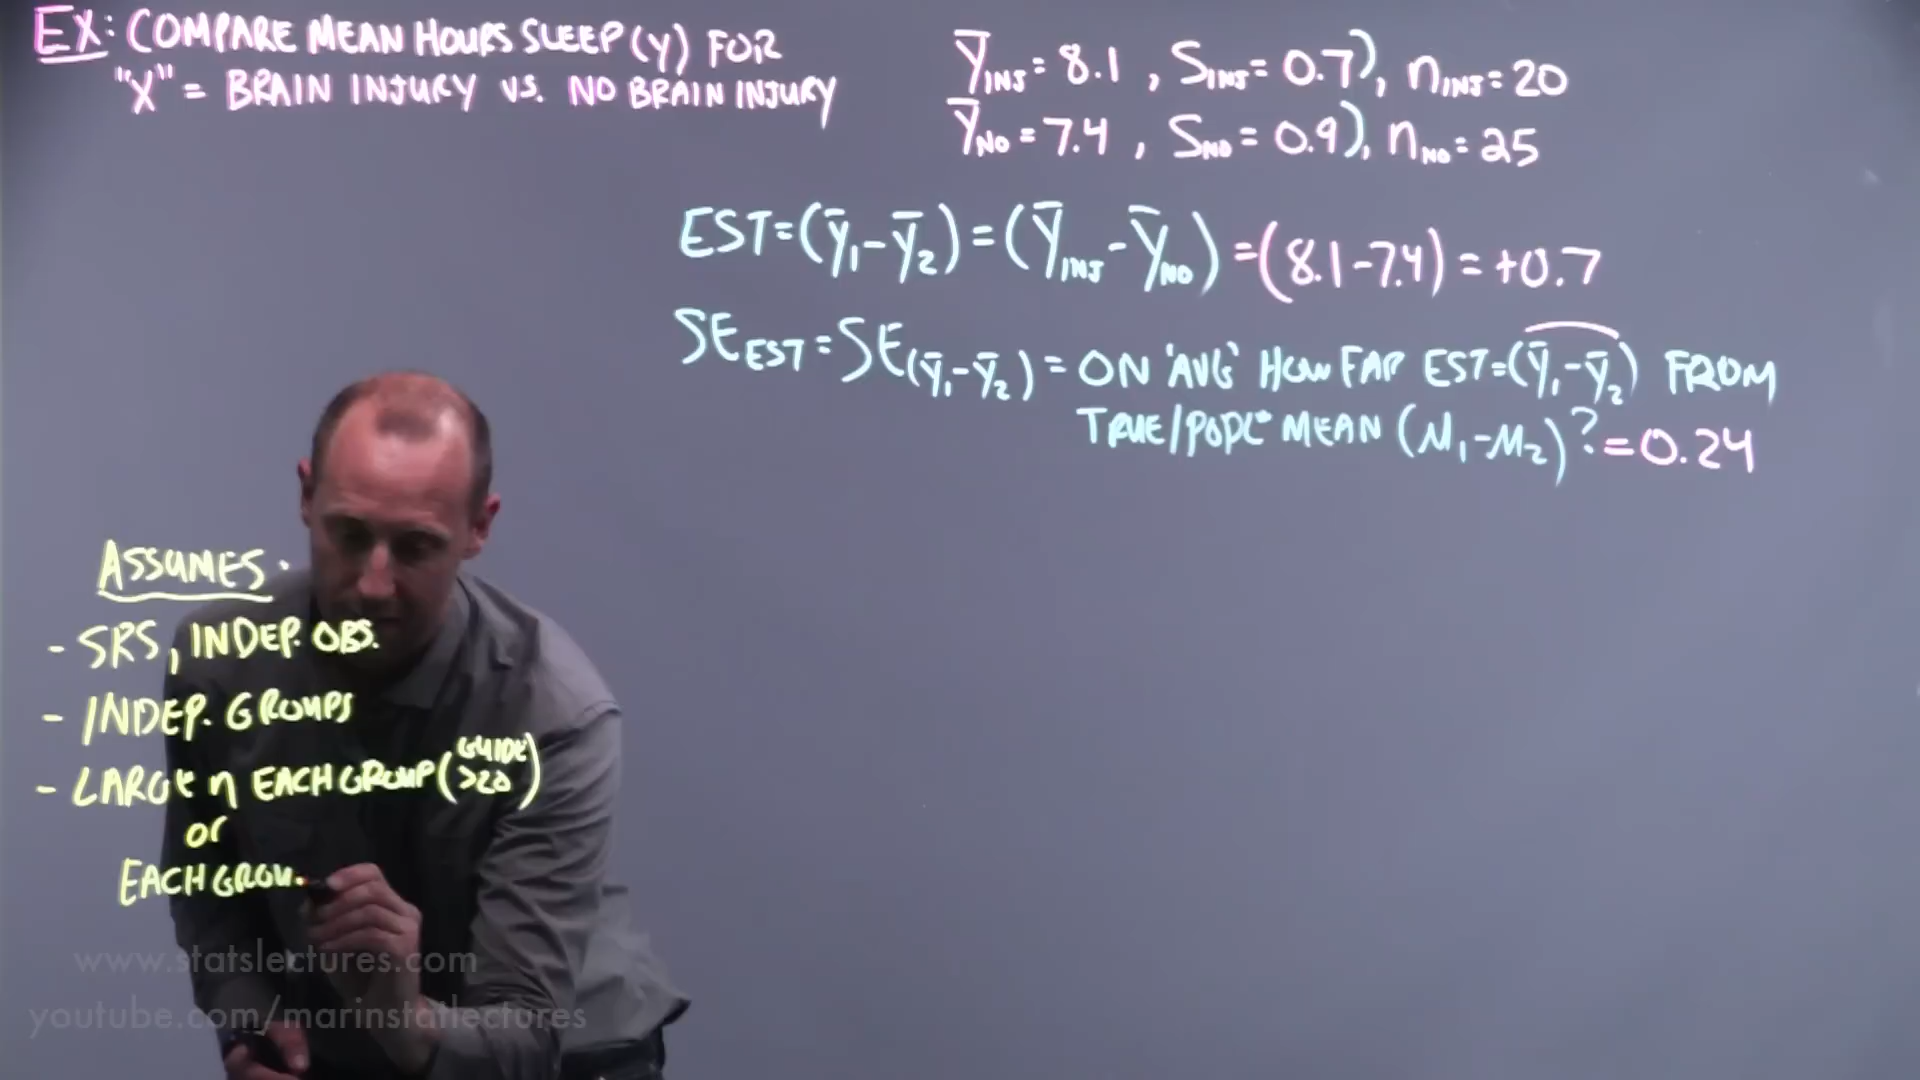 EX: COMPARE MEAN HOURS SLEEP (Y) FOR
"X" = BRAIN INJURY VS. NO BRAIN INJURY
Ȳ_INJ = 8.1 , S_INJ = 0.7), n_INJ = 20
Ȳ_NO = 7.4 , S_NO = 0.9), n_NO = 25
EST = (ȳ₁ - ȳ₂) = (Ȳ_INJ - Ȳ_NO) = (8.1 - 7.4) = +0.7
SE_EST = SE_(ȳ₁ - ȳ₂) = ON 'AVG' HOW FAR EST = (ȳ₁ - ȳ₂) FROM
TRUE/POPL^N MEAN (μ₁ - μ₂)? = 0.24
ASSUMES:
- SRS, INDEP. OBS.
- INDEP. GROUPS
- LARGE n EACH GROUP (GUIDE >20)
or
EACH GROU
www.statslectures.com
youtube.com/marinstatlectures